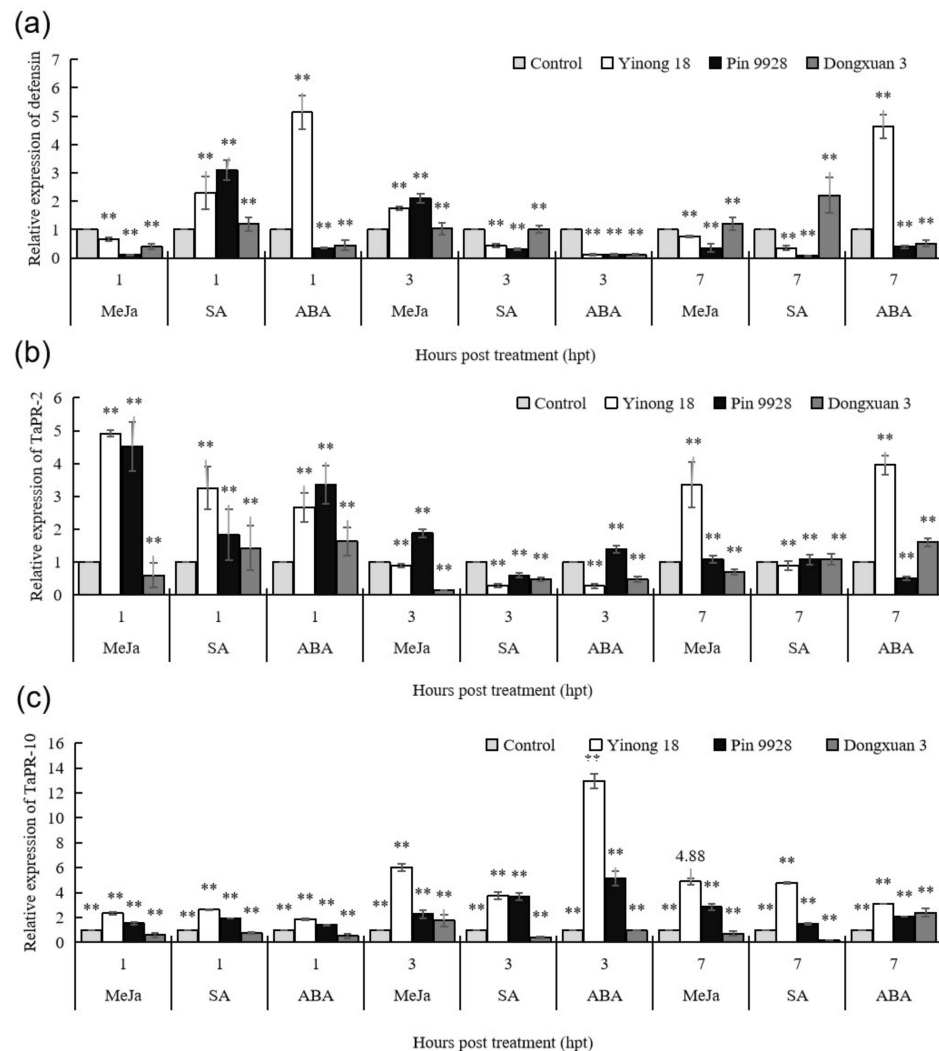 (a)
Relative expression of defensin
7
6
5
4
3
2
1
0
Control Yinong 18 Pin 9928 Dongxuan 3
** ** ** ** ** ** ** ** ** ** ** ** ** ** ** ** ** ** ** ** ** ** ** ** ** ** **
1 1 1 3 3 3 7 7 7
MeJa SA ABA MeJa SA ABA MeJa SA ABA
Hours post treatment (hpt)
(b)
Relative expression of TaPR-2
6
5
4
3
2
1
0
Control Yinong 18 Pin 9928 Dongxuan 3
** ** ** ** ** ** ** ** ** ** ** ** ** ** ** ** ** ** ** ** ** ** ** ** ** ** **
1 1 1 3 3 3 7 7 7
MeJa SA ABA MeJa SA ABA MeJa SA ABA
Hours post treatment (hpt)
(c)
Relative expression of TaPR-10
16
14
12
10
8
6
4
2
0
Control Yinong 18 Pin 9928 Dongxuan 3
** ** ** ** ** ** ** ** ** ** ** ** ** ** ** ** ** ** ** ** ** ** ** ** ** 4.88 ** ** ** ** ** ** ** ** ** **
1 1 1 3 3 3 7 7 7
MeJa SA ABA MeJa SA ABA MeJa SA ABA
Hours post treatment (hpt)